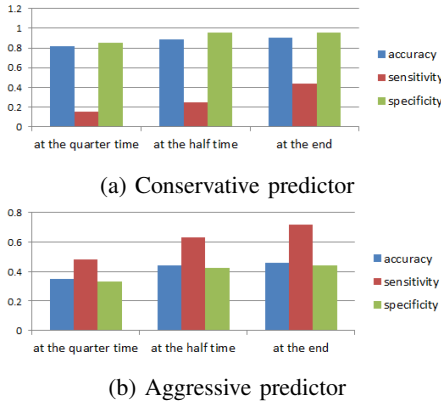 1.2
1
0.8
0.6
0.4
0.2
0
at the quarter time at the half time at the end
accuracy
sensitivity
specificity
(a) Conservative predictor
0.8
0.6
0.4
0.2
0
at the quarter time at the half time at the end
accuracy
sensitivity
specificity
(b) Aggressive predictor